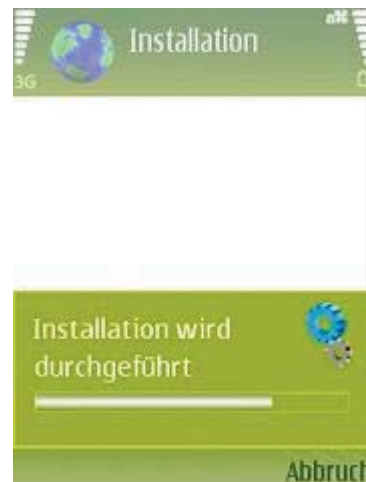 Installation
3G
Installation wird
durchgeführt
Abbruch